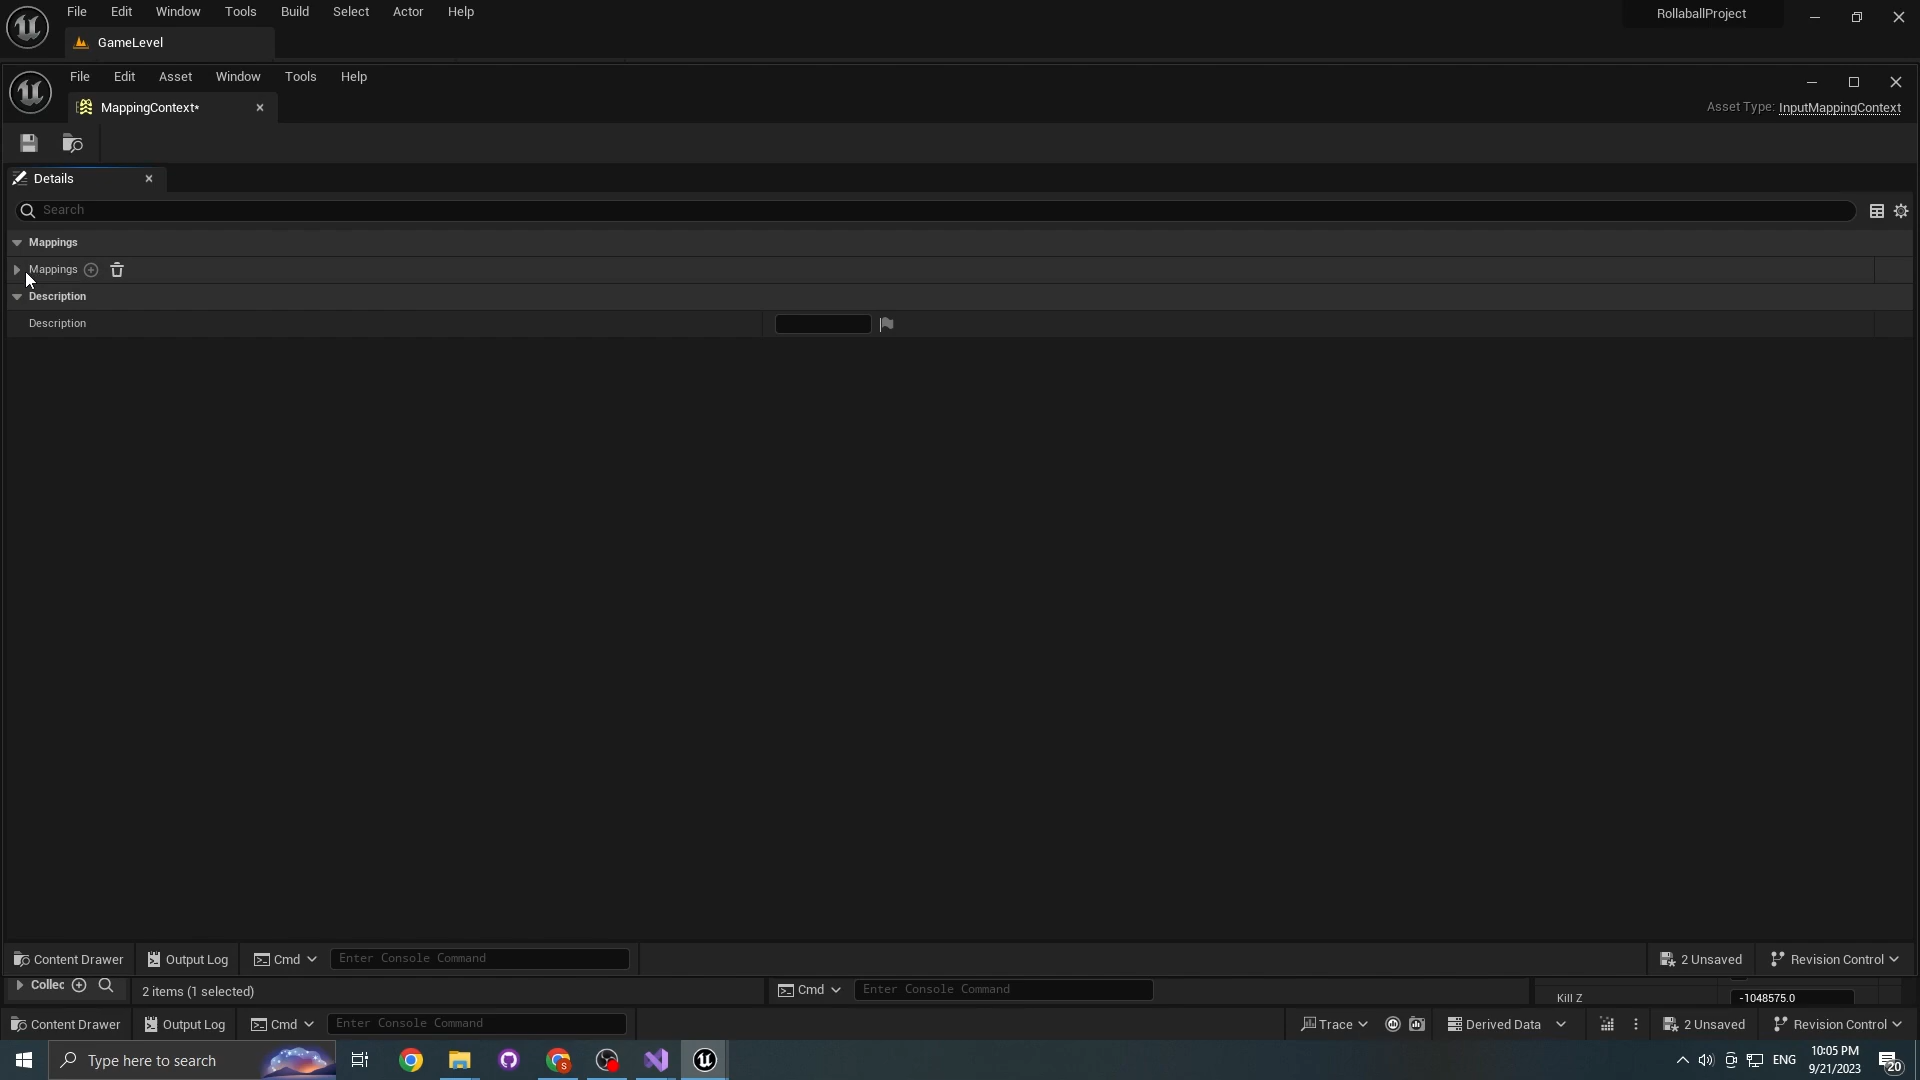 File Edit Window Tools Build Select Actor Help
RollaballProject
GameLevel
File Edit Asset Window Tools Help
MappingContext*
Asset Type: InputMappingContext
Details
Search
Mappings
Mappings
Description
Description
Content Drawer Output Log Cmd Enter Console Command 2 Unsaved Revision Control
Collec 2 items (1 selected) Cmd Enter Console Command Kill Z -1048575.0
Content Drawer Output Log Cmd Enter Console Command Trace Derived Data 2 Unsaved Revision Control
Type here to search
ENG
10:05 PM
9/21/2023
20